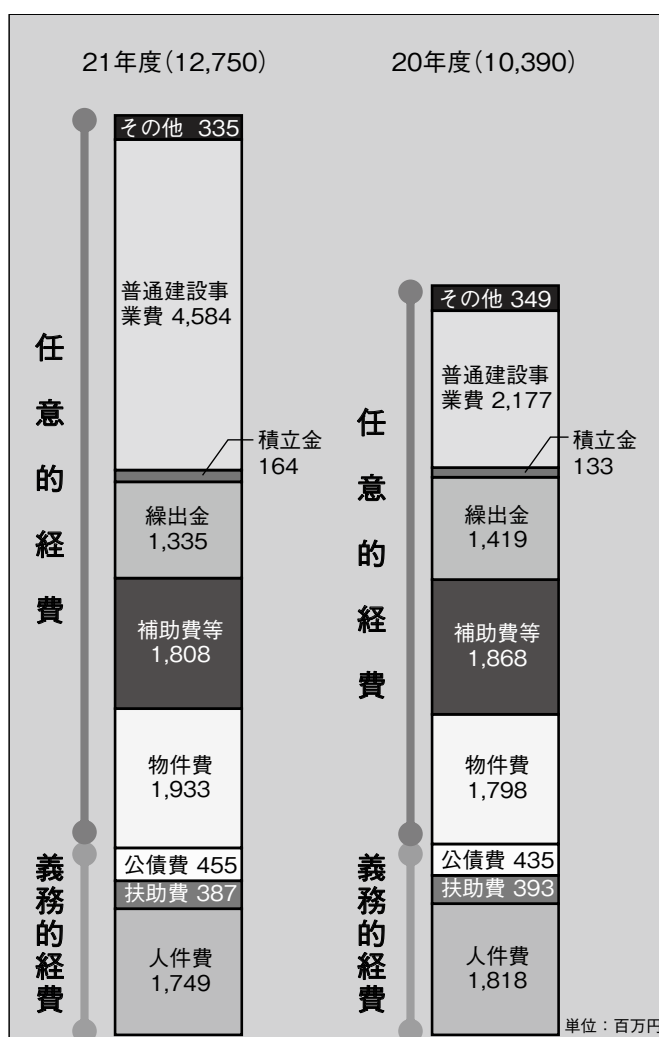 21年度(12,750)
任意的経費
その他 335
普通建設事
業費 4,584
積立金
164
繰出金
1,335
補助費等
1,808
物件費
1,933
義務的経費
公債費 455
扶助費 387
人件費
1,749
20年度(10,390)
任意的経費
その他 349
普通建設事
業費 2,177
積立金
133
繰出金
1,419
補助費等
1,868
物件費
1,798
義務的経費
公債費 435
扶助費 393
人件費
1,818
単位：百万円